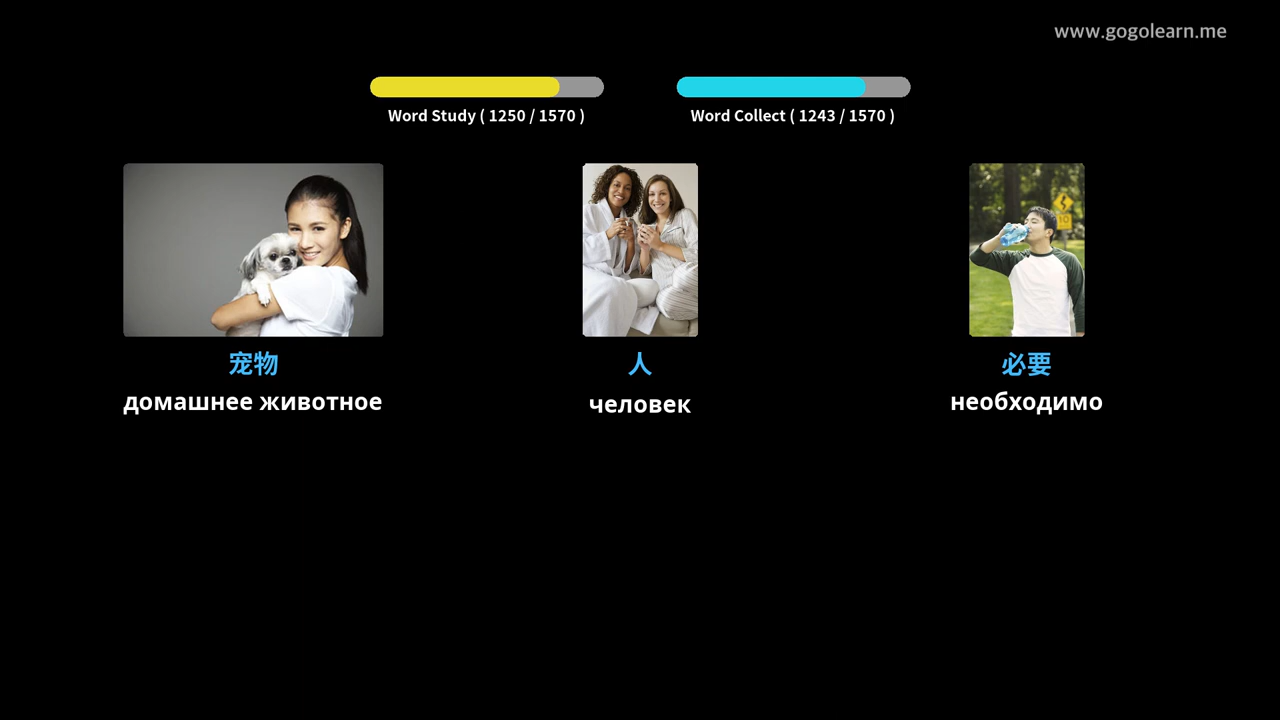 www.gogolearn.me
Word Study ( 1250 / 1570 )
Word Collect ( 1243 / 1570 )
宠物
домашнее животное
人
человек
必要
необходимо